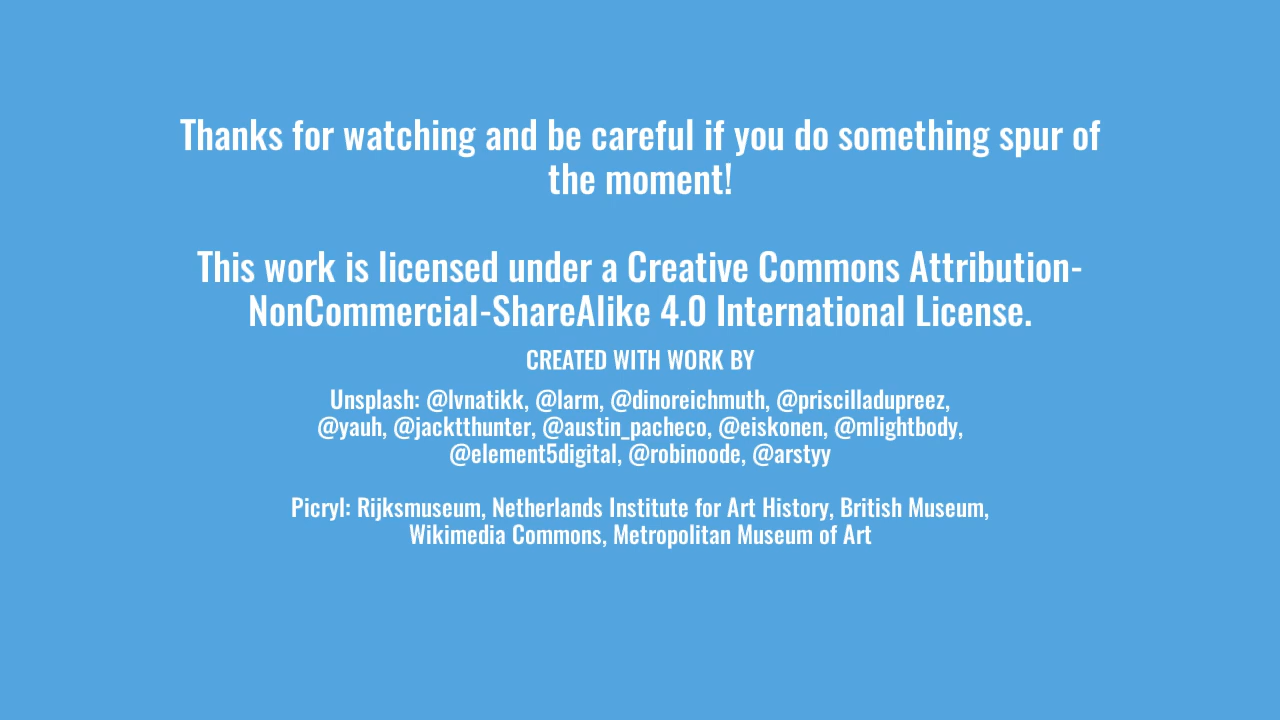 Thanks for watching and be careful if you do something spur of
the moment!
This work is licensed under a Creative Commons Attribution-
NonCommercial-ShareAlike 4.0 International License.
CREATED WITH WORK BY
Unsplash: @lvnatikk, @larm, @dinoreichmuth, @priscilladupreez,
@yauh, @jacktthunter, @austin_pacheco, @eiskonen, @mlightbody,
@element5digital, @robinoode, @arstyy
Picryl: Rijksmuseum, Netherlands Institute for Art History, British Museum,
Wikimedia Commons, Metropolitan Museum of Art